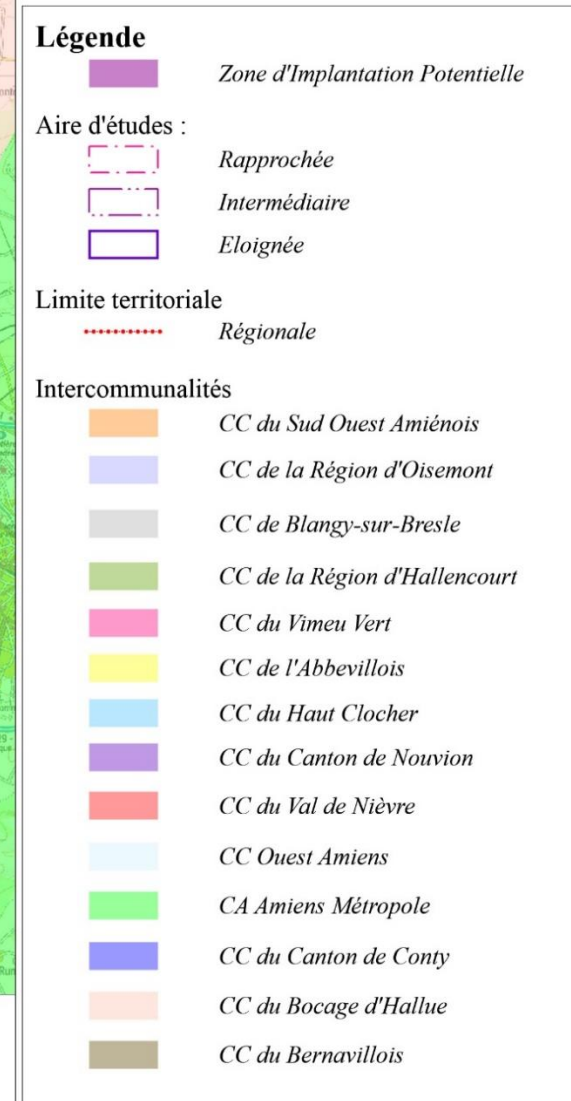 Légende
Zone d'Implantation Potentielle
Aire d'études :
Rapprochée
Intermédiaire
Eloignée
Limite territoriale
Régionale
Intercommunalités
CC du Sud Ouest Amiénois
CC de la Région d'Oisemont
CC de Blangy-sur-Bresle
CC de la Région d'Hallencourt
CC du Vimeu Vert
CC de l'Abbevillois
CC du Haut Clocher
CC du Canton de Nouvion
CC du Val de Nièvre
CC Ouest Amiens
CA Amiens Métropole
CC du Canton de Conty
CC du Bocage d'Hallue
CC du Bernavillois